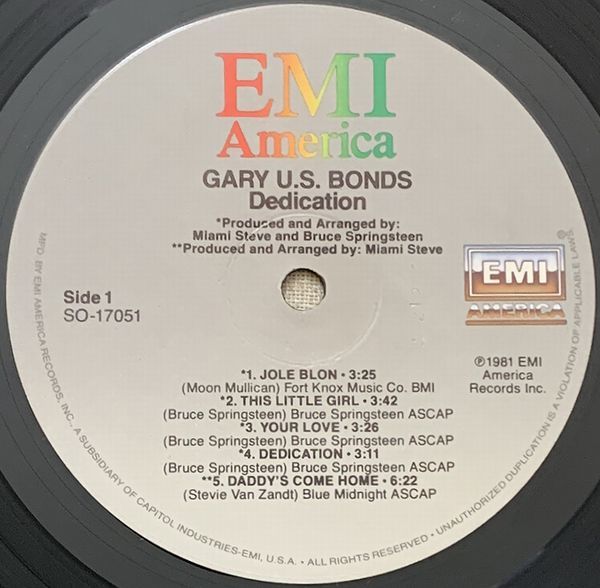 EMI
America
GARY U.S. BONDS
Dedication
*Produced and Arranged by:
Miami Steve and Bruce Springsteen
**Produced and Arranged by: Miami Steve
Side 1
SO-17051
EMI
AMERICA
®
℗1981 EMI
America
Records Inc.
*1. JOLE BLON • 3:25
(Moon Mullican) Fort Knox Music Co. BMI
*2. THIS LITTLE GIRL • 3:42
(Bruce Springsteen) Bruce Springsteen ASCAP
*3. YOUR LOVE • 3:26
(Bruce Springsteen) Bruce Springsteen ASCAP
*4. DEDICATION • 3:11
(Bruce Springsteen) Bruce Springsteen ASCAP
**5. DADDY'S COME HOME • 6:22
(Stevie Van Zandt) Blue Midnight ASCAP
MFD. BY EMI AMERICA RECORDS, INC., A SUBSIDIARY OF CAPITOL INDUSTRIES-EMI, U.S.A. • ALL RIGHTS RESERVED • UNAUTHORIZED DUPLICATION IS A VIOLATION OF APPLICABLE LAWS.